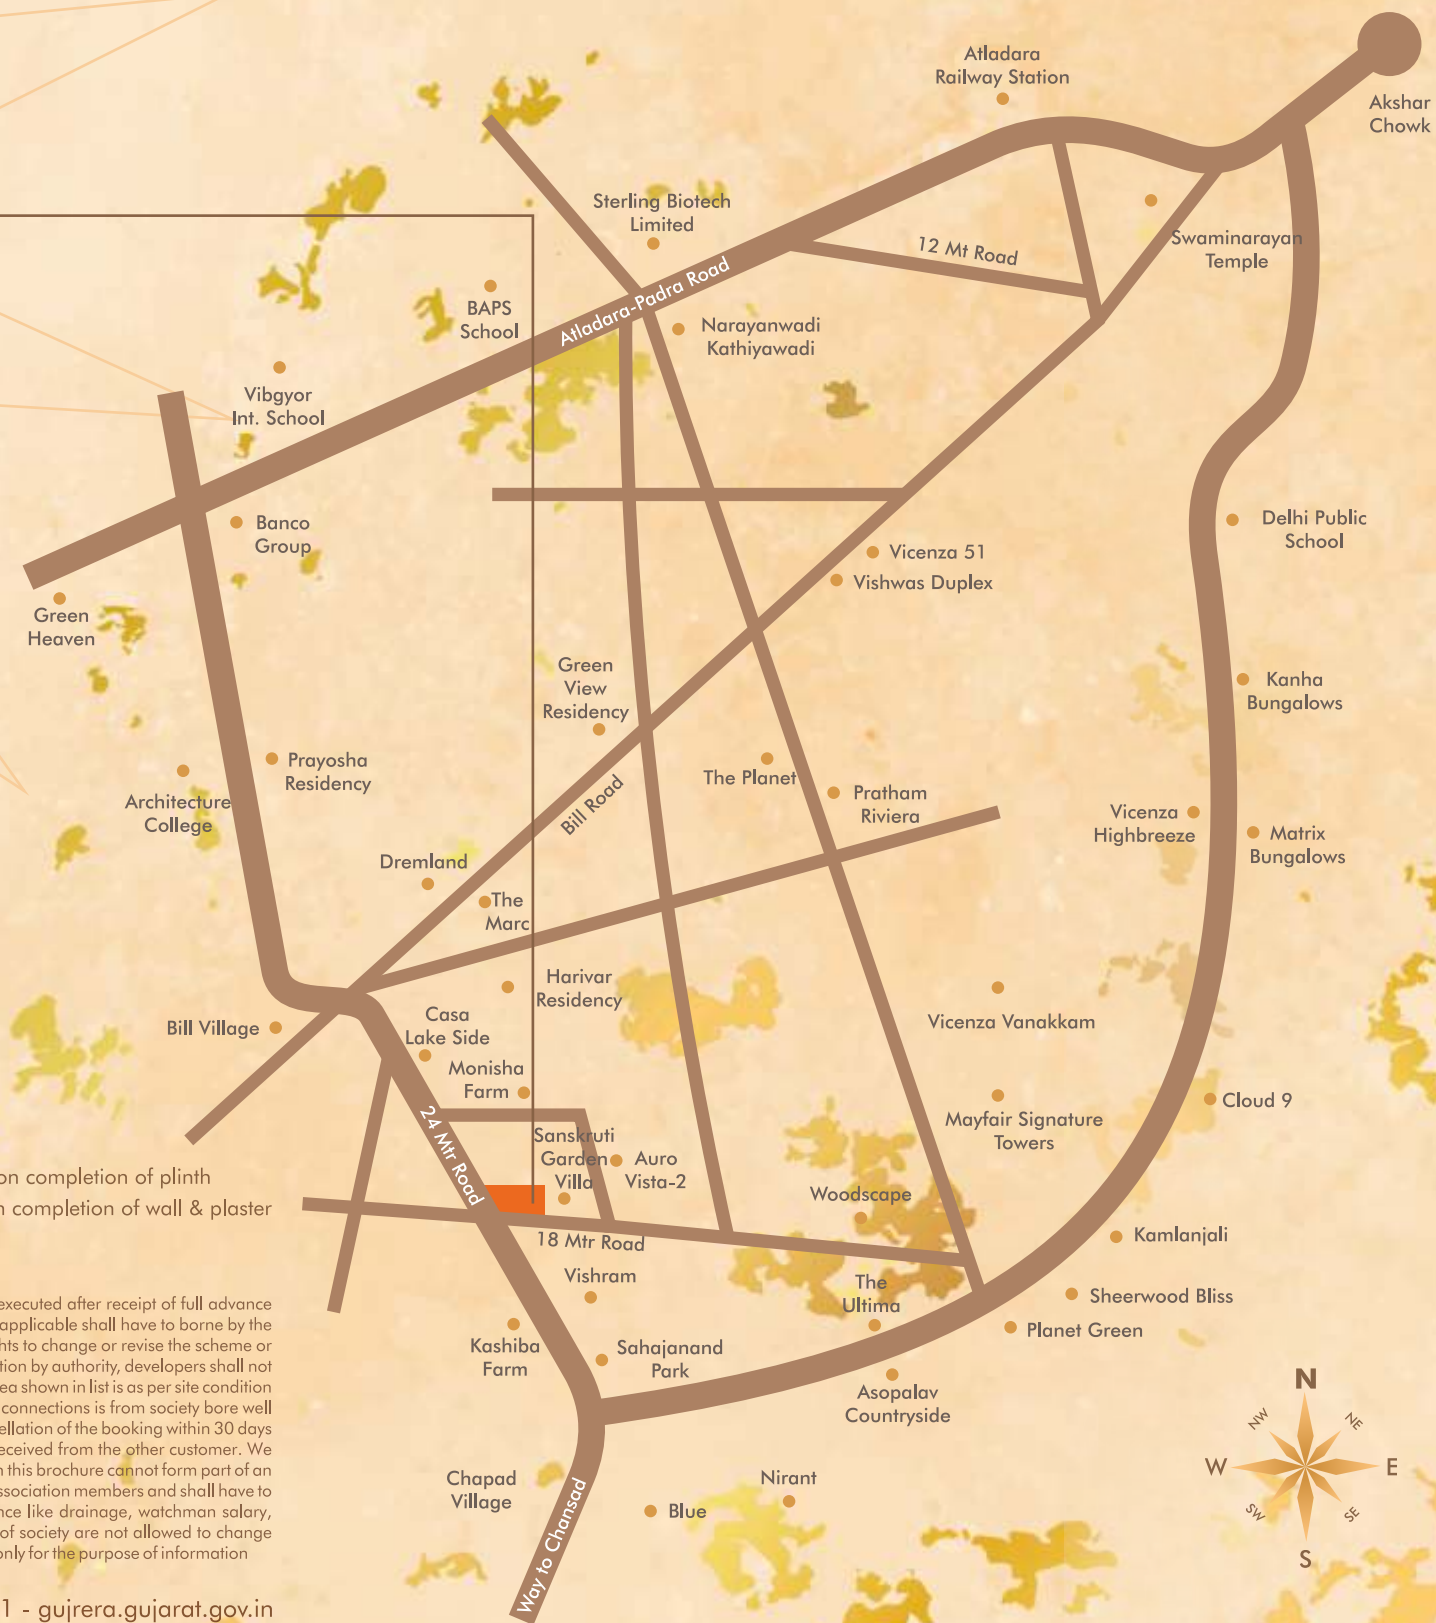 Atladara
Railway Station
Akshar
Chowk
Sterling Biotech
Limited
12 Mt Road
Swaminarayan
Temple
Atladara-Padra Road
BAPS
School
Narayanwadi
Kathiyawadi
Vibgyor
Int. School
Banco
Group
Delhi Public
School
Vicenza 51
Vishwas Duplex
Green
Heaven
Green
View
Residency
Kanha
Bungalows
Prayosha
Residency
The Planet
Architecture
College
Bill Road
Pratham
Riviera
Vicenza
Highbreeze
Matrix
Bungalows
Dremland
The
Marc
Harivar
Residency
Bill Village
Casa
Lake Side
Vicenza Vanakkam
Monisha
Farm
Cloud 9
24 Mtr Road
Mayfair Signature
Towers
Sanskruti
Garden
Villa
Auro
Vista-2
on completion of plinth
n completion of wall & plaster
Woodscape
18 Mtr Road
Kamlanjali
Vishram
The
Ultima
Sheerwood Bliss
Planet Green
Kashiba
Farm
Sahajanand
Park
Asopalav
Countryside
executed after receipt of full advance
applicable shall have to borne by the
hts to change or revise the scheme or
tion by authority, developers shall not
ea shown in list is as per site condition
connections is from society bore well
ellation of the booking within 30 days
eceived from the other customer. We
n this brochure cannot form part of an
ssociation members and shall have to
nce like drainage, watchman salary,
of society are not allowed to change
only for the purpose of information
Chapad
Village
Nirant
Blue
Way to Chansad
N
NW
NE
W
E
SW
SE
S
1 - gujrera.gujarat.gov.in